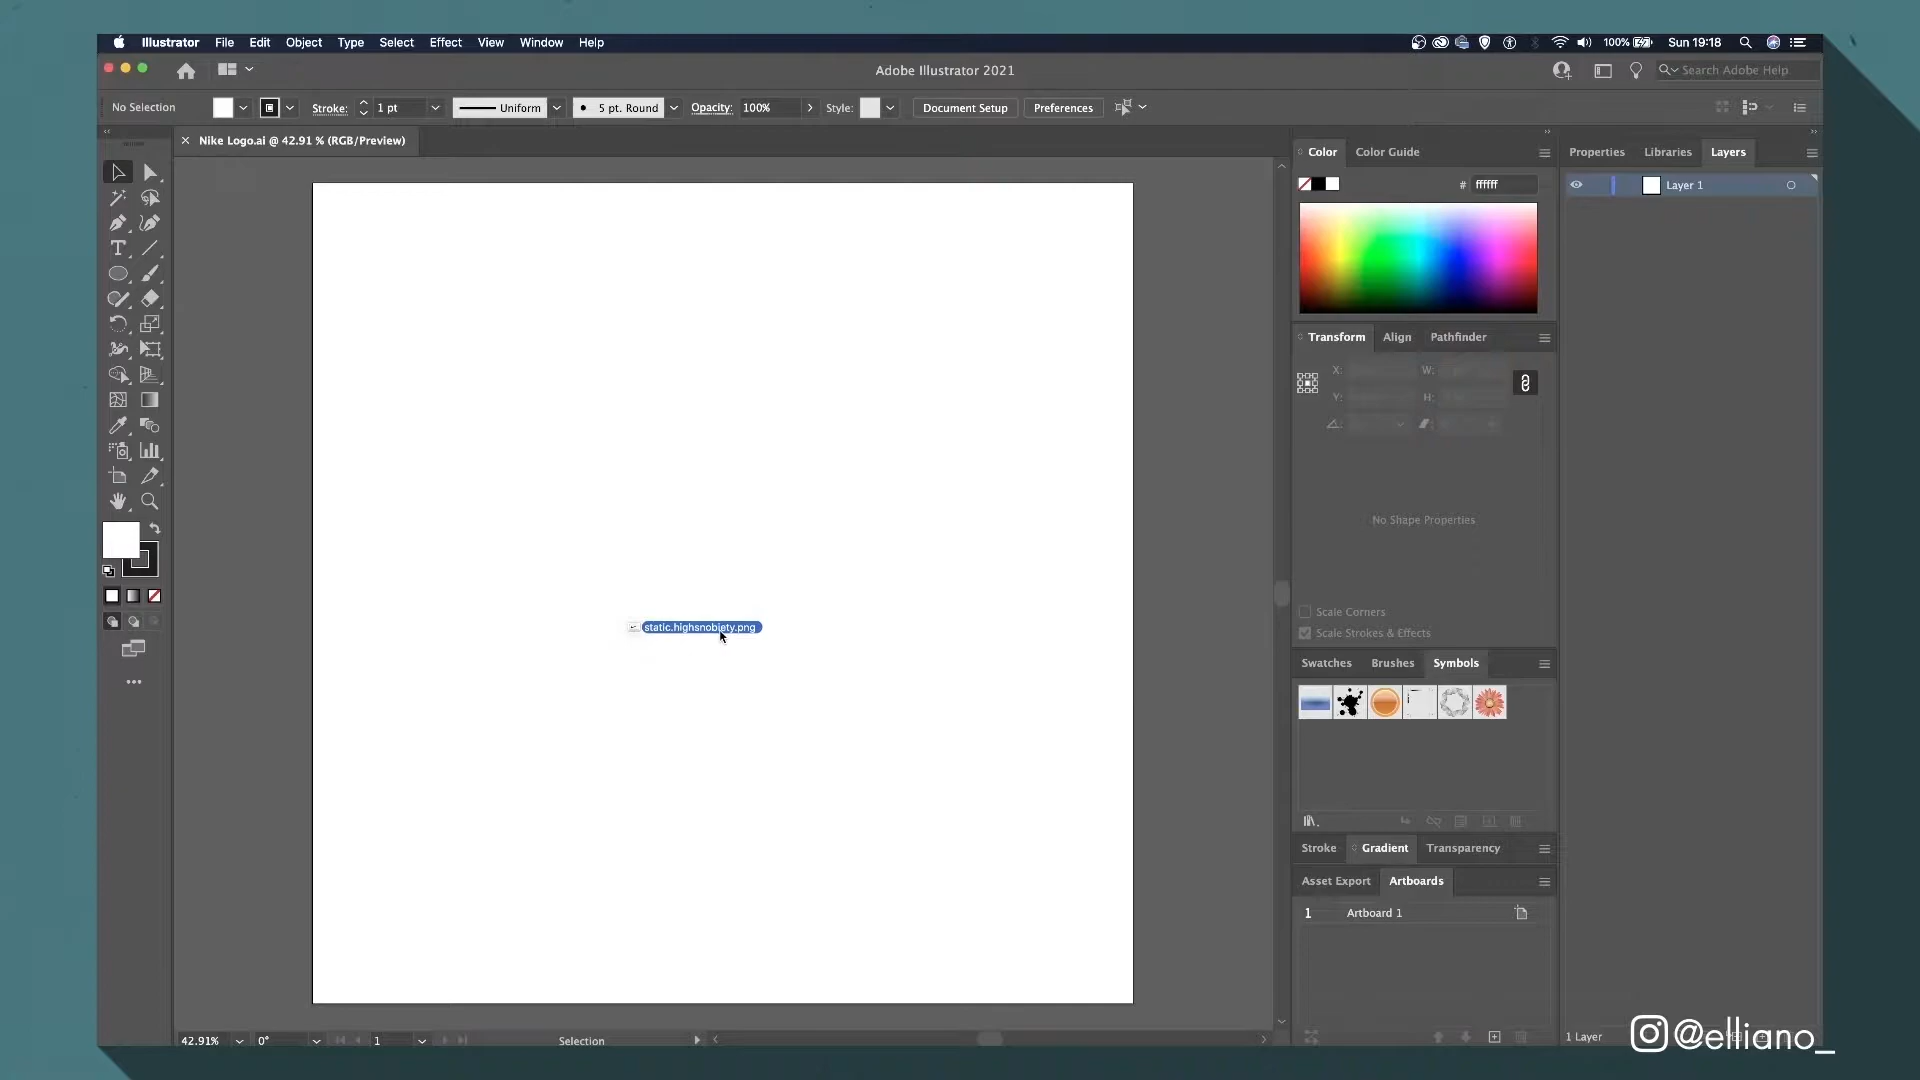 Illustrator File Edit Object Type Select Effect View Window Help
100% Sun 19:18
Adobe Illustrator 2021
Search Adobe Help
No Selection Stroke: 1 pt Uniform 5 pt. Round Opacity: 100% Style: Document Setup Preferences
Nike Logo.ai @ 42.91 % (RGB/Preview)
Color Color Guide
Properties Libraries Layers
# ffffff
Layer 1
Transform Align Pathfinder
X: W:
Y: H:
No Shape Properties
Scale Corners
Scale Strokes & Effects
static.highsnobiety.png
Swatches Brushes Symbols
Stroke Gradient Transparency
Asset Export Artboards
1 Artboard 1
42.91% 0° 1 Selection
1 Layer
@elliano_